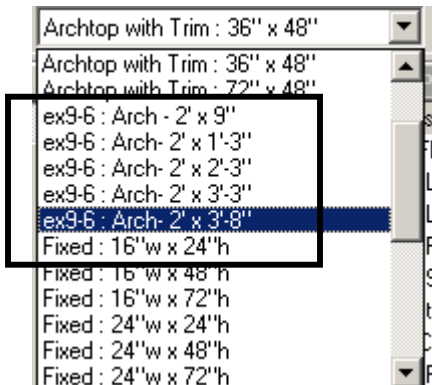 Archtop with Trim : 36" x 48"
Archtop with Trim : 36" x 48"
Archtop with Trim : 72" x 48"
ex9-6 : Arch - 2' x 9"
ex9-6 : Arch- 2' x 1'-3"
ex9-6 : Arch- 2' x 2'-3"
ex9-6 : Arch- 2' x 3'-3"
ex9-6 : Arch- 2' x 3'-8"
Fixed : 16"w x 24"h
Fixed : 16"w x 48"h
Fixed : 16"w x 72"h
Fixed : 24"w x 24"h
Fixed : 24"w x 48"h
Fixed : 24"w x 72"h